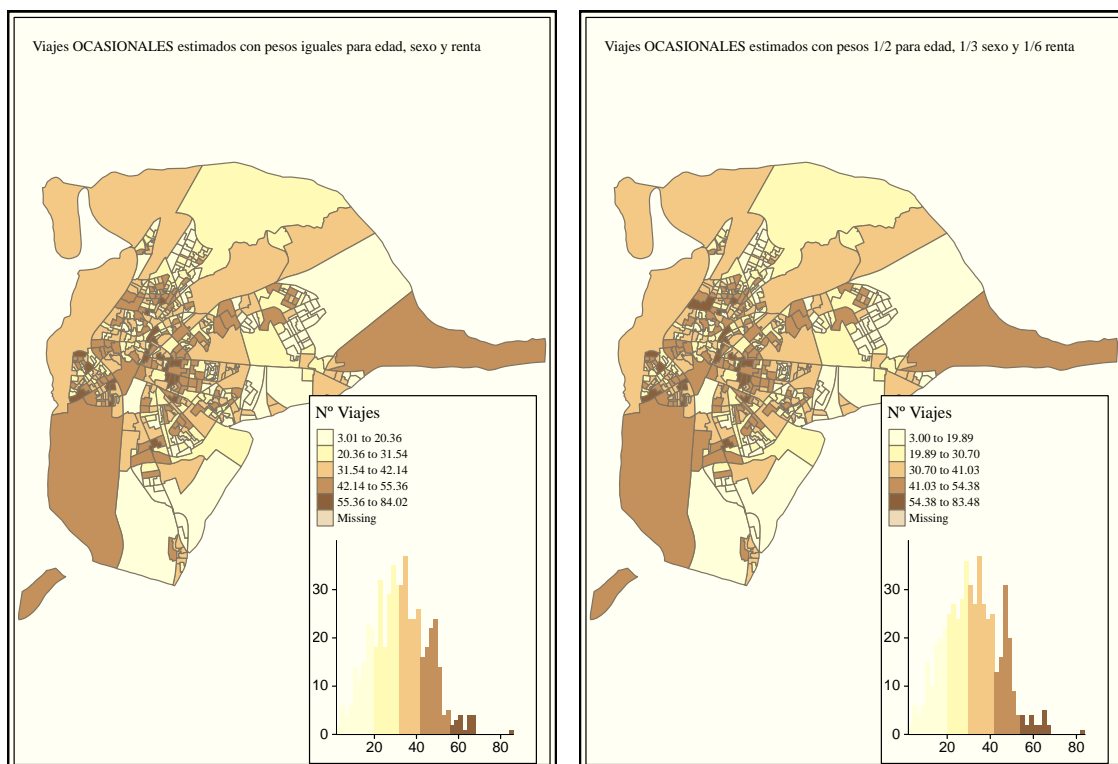 Viajes OCASIONALES estimados con pesos iguales para edad, sexo y renta
Nº Viajes
3.01 to 20.36
20.36 to 31.54
31.54 to 42.14
42.14 to 55.36
55.36 to 84.02
Missing
30
20
10
0
20 40 60 80
Viajes OCASIONALES estimados con pesos 1/2 para edad, 1/3 sexo y 1/6 renta
Nº Viajes
3.00 to 19.89
19.89 to 30.70
30.70 to 41.03
41.03 to 54.38
54.38 to 83.48
Missing
30
20
10
0
20 40 60 80